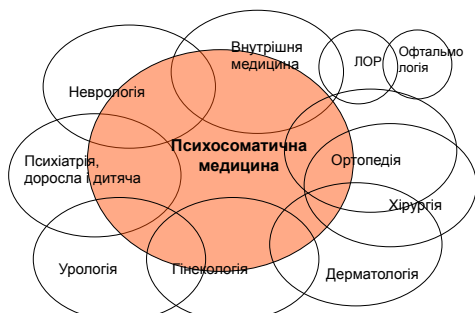 Внутрішня
медицина
ЛОР
Офтальмо
логія
Неврологія
Психосоматична
медицина
Психіатрія,
доросла і дитяча
Ортопедія
Хірургія
Урологія
Гінекологія
Дерматологія